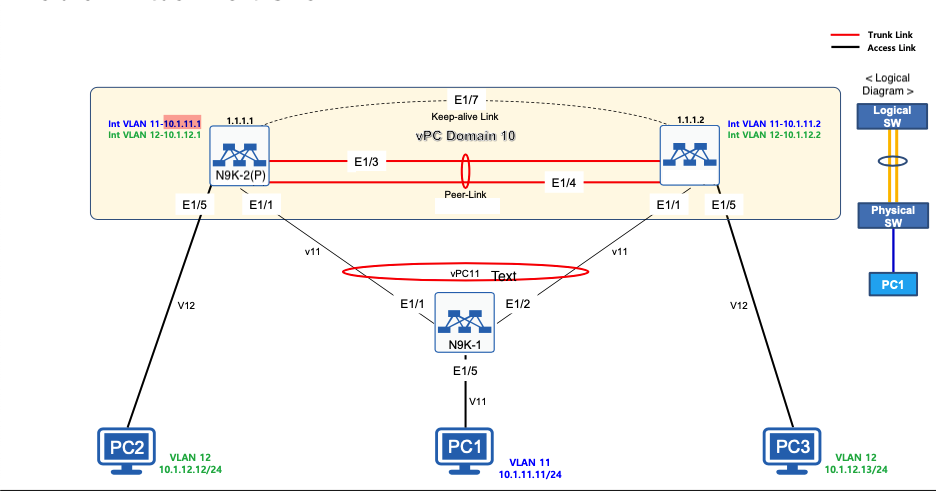 Trunk Link
Access Link
< Logical
Diagram >
Logical
SW
Physical
SW
PC1
E1/7
Keep-alive Link
vPC Domain 10
Int VLAN 11-10.1.11.1
Int VLAN 12-10.1.12.1
1.1.1.1
1.1.1.2
Int VLAN 11-10.1.11.2
Int VLAN 12-10.1.12.2
N9K-2(P)
E1/3
E1/4
Peer-Link
E1/5
E1/1
E1/1
E1/5
v11
v11
vPC11
Text
V12
E1/1
E1/2
V12
N9K-1
E1/5
V11
PC2
VLAN 12
10.1.12.12/24
PC1
VLAN 11
10.1.11.11/24
PC3
VLAN 12
10.1.12.13/24